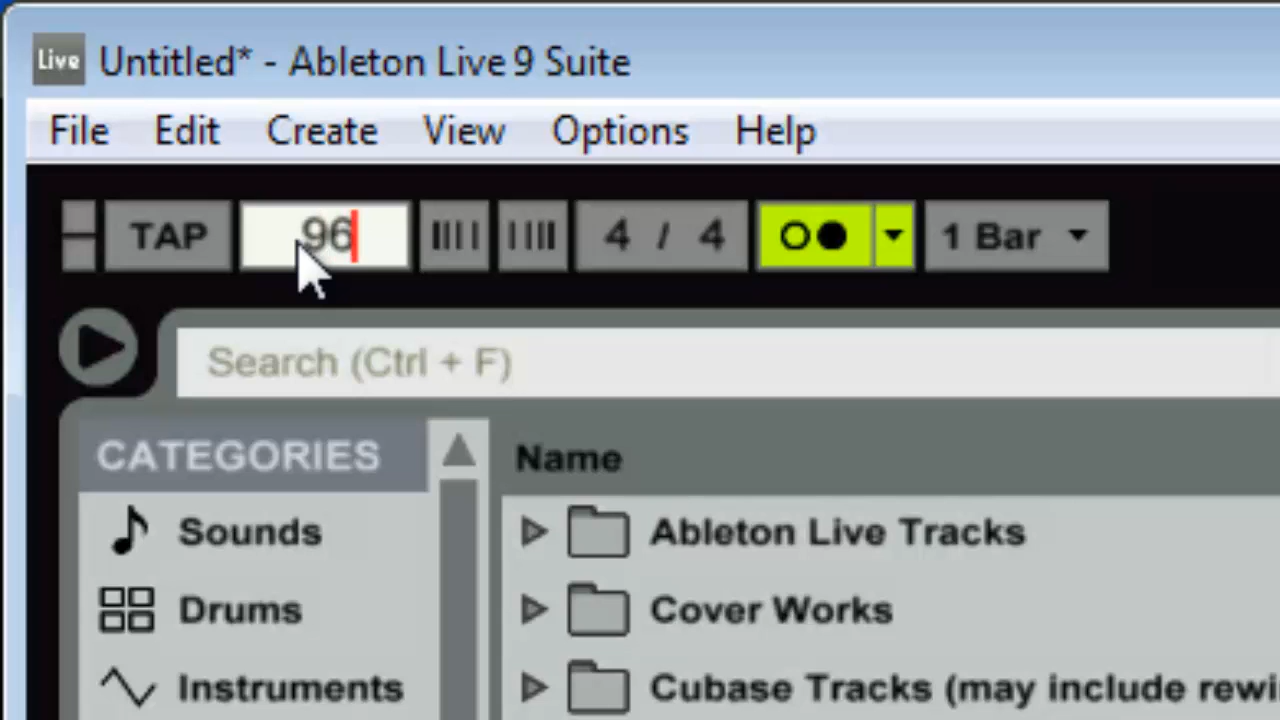 Live Untitled* - Ableton Live 9 Suite
File Edit Create View Options Help
TAP 96 4 / 4 1 Bar
Search (Ctrl + F)
CATEGORIES Name
Sounds Ableton Live Tracks
Drums Cover Works
Instruments Cubase Tracks (may include rewi